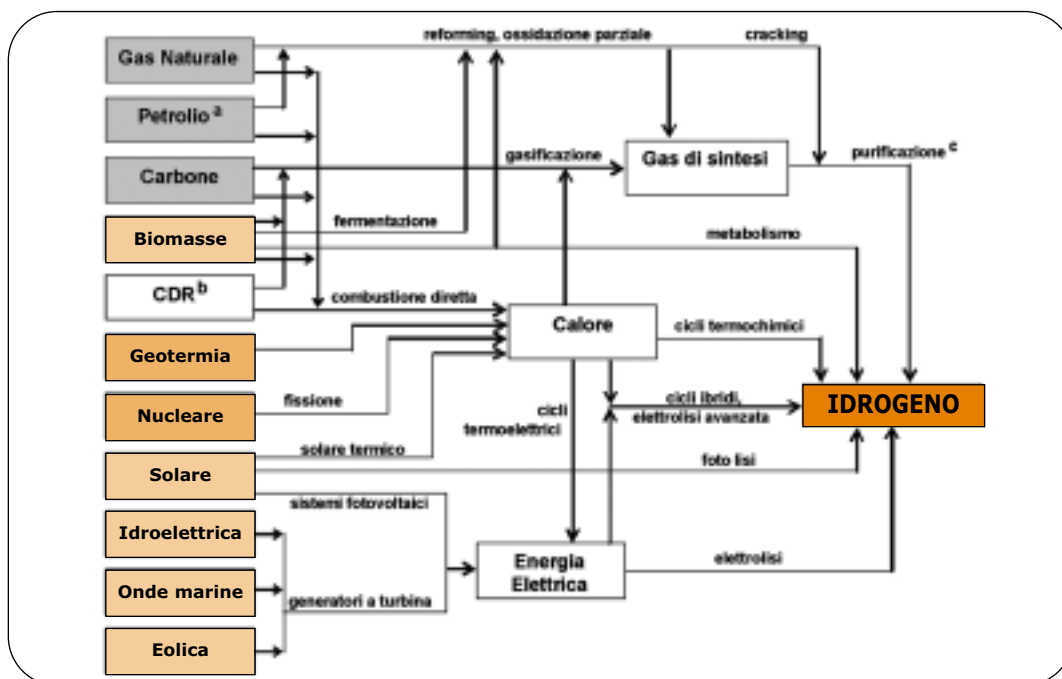 reforming, ossidazione parziale
cracking
Gas Naturale
Petrolio a
gasificazione
Gas di sintesi
purificazione c
Carbone
fermentazione
Biomasse
metabolismo
CDR b
combustione diretta
Calore
cicli termochimici
Geotermia
IDROGENO
Nucleare
fissione
cicli
termoelettrici
cicli ibridi,
elettrolisi avanzata
solare termico
Solare
foto lisi
sistemi fotovoltaici
Idroelettrica
Energia
Elettrica
elettrolisi
Onde marine
generatori a turbina
Eolica